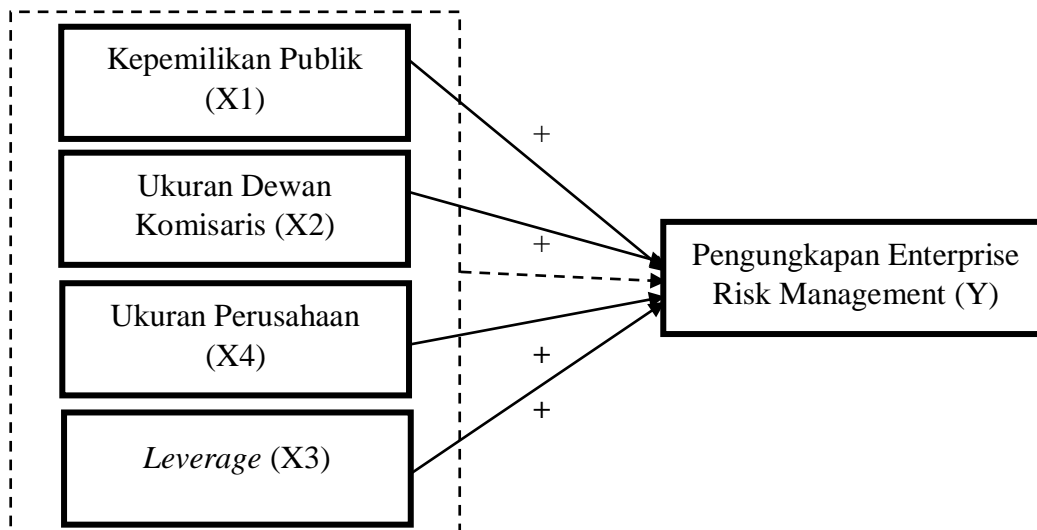 Kepemilikan Publik
(X1)
+
Ukuran Dewan
Komisaris (X2)
+
Pengungkapan Enterprise
Risk Management (Y)
Ukuran Perusahaan
(X4)
+
+
Leverage (X3)